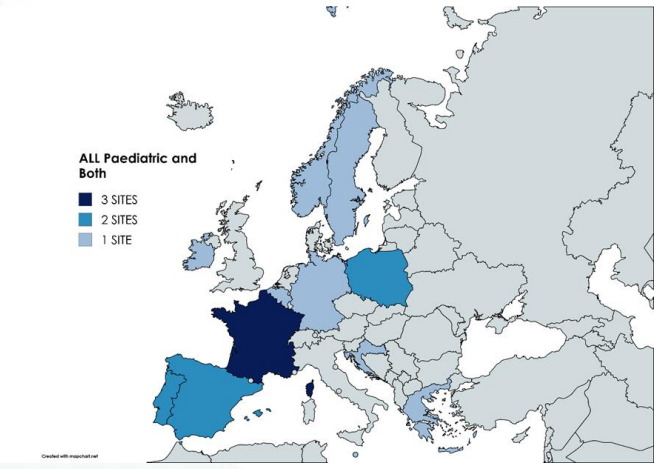 ALL Paediatric and
Both
3 SITES
2 SITES
1 SITE
Created with mapchart.net